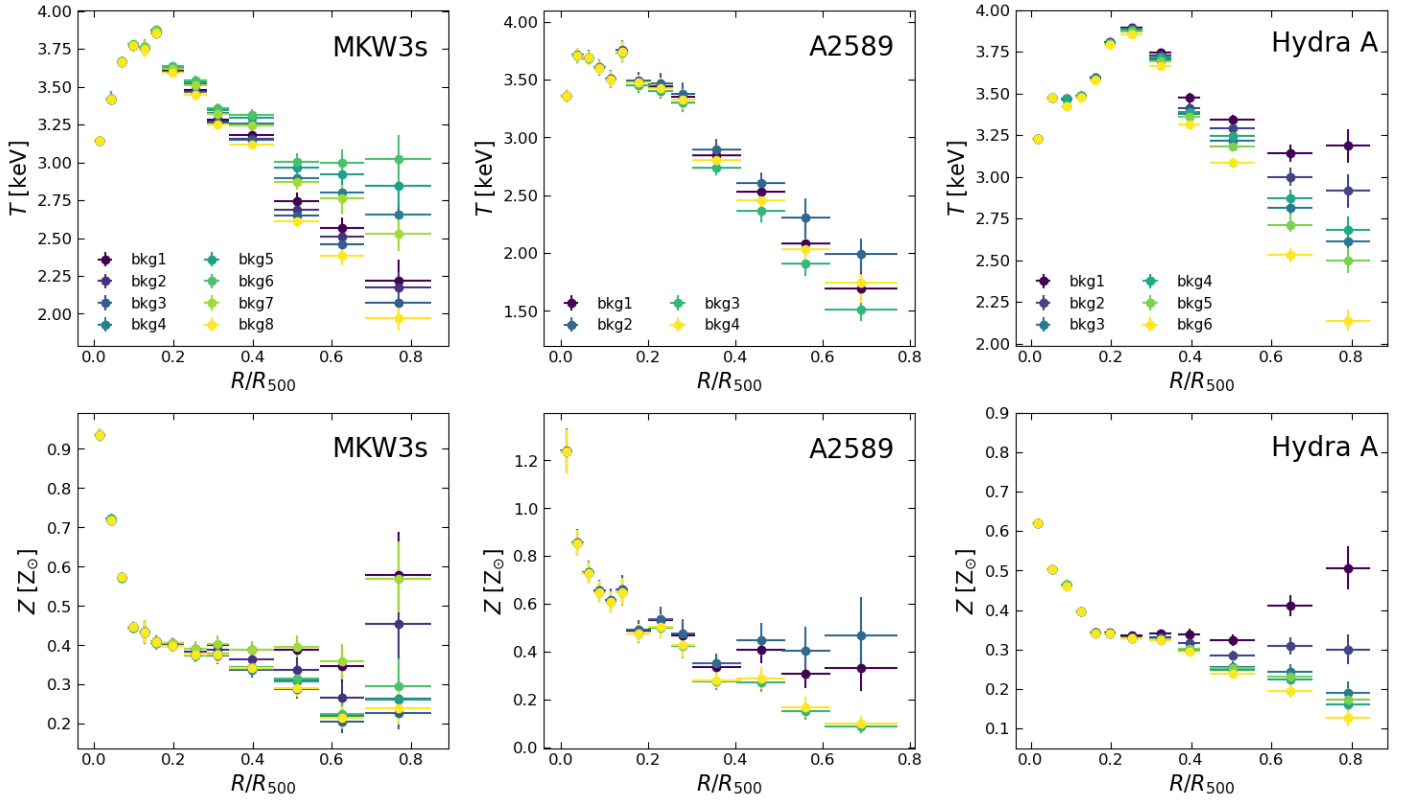 MKW3s
T [keV]
4.00
3.75
3.50
3.25
3.00
2.75
2.50
2.25
2.00
bkg1 bkg5
bkg2 bkg6
bkg3 bkg7
bkg4 bkg8
0.0 0.2 0.4 0.6 0.8
R/R500
A2589
T [keV]
4.00
3.50
3.00
2.50
2.00
1.50
bkg1 bkg3
bkg2 bkg4
0.0 0.2 0.4 0.6 0.8
R/R500
Hydra A
T [keV]
4.00
3.75
3.50
3.25
3.00
2.75
2.50
2.25
2.00
bkg1 bkg4
bkg2 bkg5
bkg3 bkg6
0.0 0.2 0.4 0.6 0.8
R/R500
MKW3s
Z [Z⊙]
0.9
0.8
0.7
0.6
0.5
0.4
0.3
0.2
0.0 0.2 0.4 0.6 0.8
R/R500
A2589
Z [Z⊙]
1.2
1.0
0.8
0.6
0.4
0.2
0.0
0.0 0.2 0.4 0.6 0.8
R/R500
Hydra A
Z [Z⊙]
0.9
0.8
0.7
0.6
0.5
0.4
0.3
0.2
0.1
0.0 0.2 0.4 0.6 0.8
R/R500